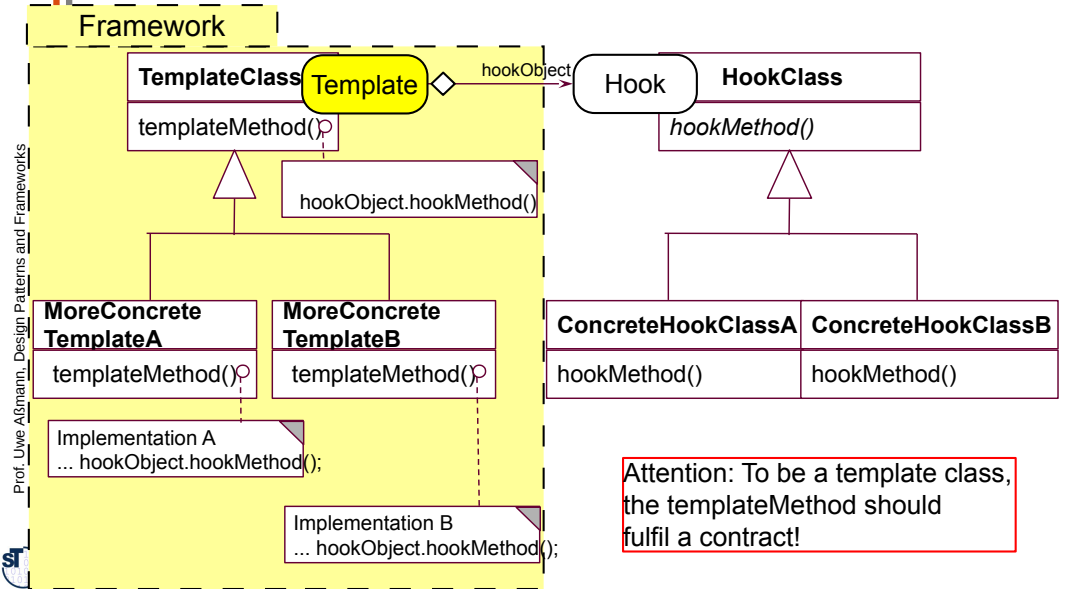 Framework
TemplateClass
Template
hookObject
Hook
HookClass
templateMethod()
hookMethod()
hookObject.hookMethod()
MoreConcrete
TemplateA
MoreConcrete
TemplateB
ConcreteHookClassA
ConcreteHookClassB
templateMethod()
templateMethod()
hookMethod()
hookMethod()
Implementation A
... hookObject.hookMethod();
Implementation B
... hookObject.hookMethod();
Attention: To be a template class,
the templateMethod should
fulfil a contract!
Prof. Uwe Aßmann, Design Patterns and Frameworks
ST